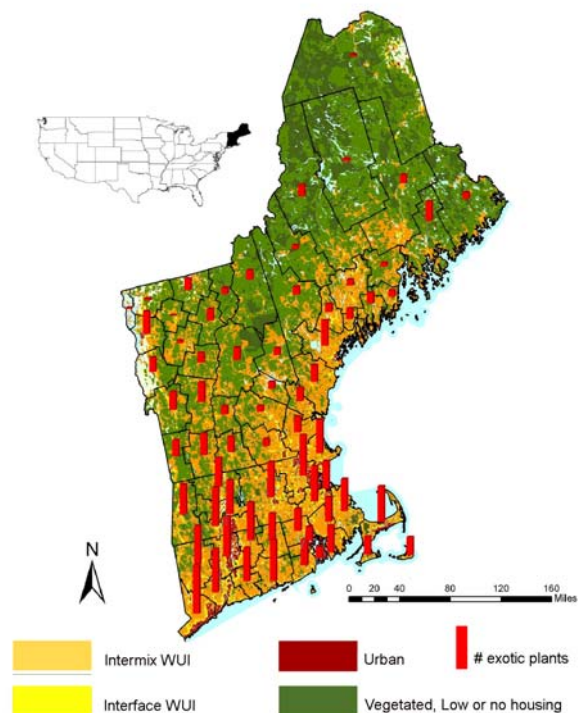 N
0 20 40 80 120 160
Miles
Intermix WUI
Urban
# exotic plants
Interface WUI
Vegetated, Low or no housing